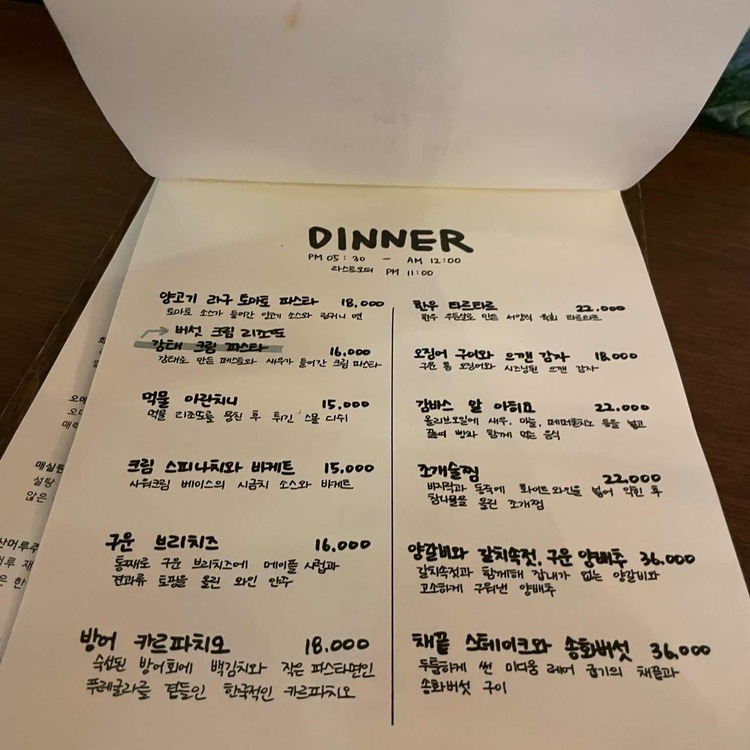 DINNER
PM 05:30 - AM 12:00
라스트오더 PM 11:00
양고기 라구 토마토 파스타 18,000
토마토 소스가 들어간 양고기 소스와 링귀니 면
버섯 크림 리조또
감태 크림 파스타 16,000
감태로 만든 페스토와 새우가 들어간 크림 파스타
먹물 아란치니 15,000
먹물 리조또를 뭉친 후 튀긴 스몰 디쉬
크림 스피나치와 바게트 15,000
사워크림 베이스의 시금치 소스와 바게트
구운 브리치즈 16,000
통째로 구운 브리치즈에 메이플 시럽과
견과류 토핑을 올린 와인 안주
방어 카르파치오 18.000
숙성된 방어회에 백김치와 작은 파스타면인
푸레굴라를 곁들인 한국적인 카르파치오
한우 타르타르 22,000
한우 우둔살로 만든 서양식 육회 타르타르
오징어 구이와 으깬 감자 18,000
구운 통 오징어와 시즈닝된 으깬 감자
감바스 알 아히요 22,000
올리브오일에 새우, 마늘, 페페론치노 등을 넣고
끓여 빵과 함께 먹는 음식
조개술찜 22,000
바지락과 동죽에 화이트와인을 넣어 익힌 후
참나물을 올린 조개찜
양갈비와 갈치속젓, 구운 양배추 36,000
갈치속젓과 함께해 잡내가 없는 양갈비와
고소하게 구워낸 양배추
채끝 스테이크와 송화버섯 36,000
두툼하게 썬 미디움 레어 굽기의 채끝과
송화버섯 구이
매실원
설탕
않은
산머루주